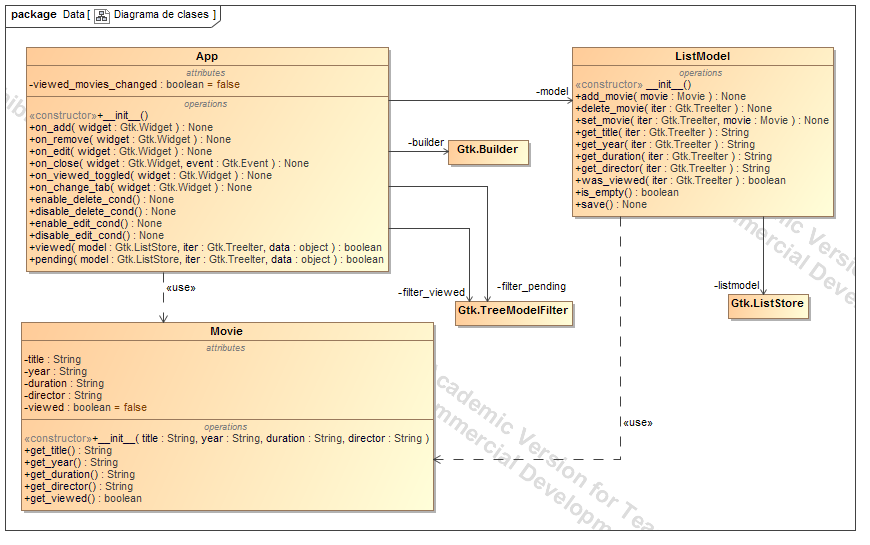 package Data [ Diagrama de clases ]
App
attributes
-viewed_movies_changed : boolean = false
operations
«constructor»+__init__()
+on_add( widget : Gtk.Widget ) : None
+on_remove( widget : Gtk.Widget ) : None
+on_edit( widget : Gtk.Widget ) : None
+on_close( widget : Gtk.Widget, event : Gtk.Event ) : None
+on_viewed_toggled( widget : Gtk.Widget ) : None
+on_change_tab( widget : Gtk.Widget ) : None
+enable_delete_cond() : None
+disable_delete_cond() : None
+enable_edit_cond() : None
+disable_edit_cond() : None
+viewed( model : Gtk.ListStore, iter : Gtk.TreeIter, data : object ) : boolean
+pending( model : Gtk.ListStore, iter : Gtk.TreeIter, data : object ) : boolean
-model
-builder
Gtk.Builder
ListModel
operations
«constructor» __init__()
+add_movie( movie : Movie ) : None
+delete_movie( iter : Gtk.TreeIter ) : None
+set_movie( iter : Gtk.TreeIter, movie : Movie ) : None
+get_title( iter : Gtk.TreeIter ) : String
+get_year( iter : Gtk.TreeIter ) : String
+get_duration( iter : Gtk.TreeIter ) : String
+get_director( iter : Gtk.TreeIter ) : String
+was_viewed( iter : Gtk.TreeIter ) : boolean
+is_empty() : boolean
+save() : None
«use»
-filter_viewed
-filter_pending
Gtk.TreeModelFilter
-listmodel
Gtk.ListStore
Movie
attributes
-title : String
-year : String
-duration : String
-director : String
-viewed : boolean = false
operations
«constructor»+__init__( title : String, year : String, duration : String, director : String )
+get_title() : String
+get_year() : String
+get_duration() : String
+get_director() : String
+get_viewed() : boolean
«use»
Academic Version for Tea
ommercial Developm
mic Vers
mmercial Deve